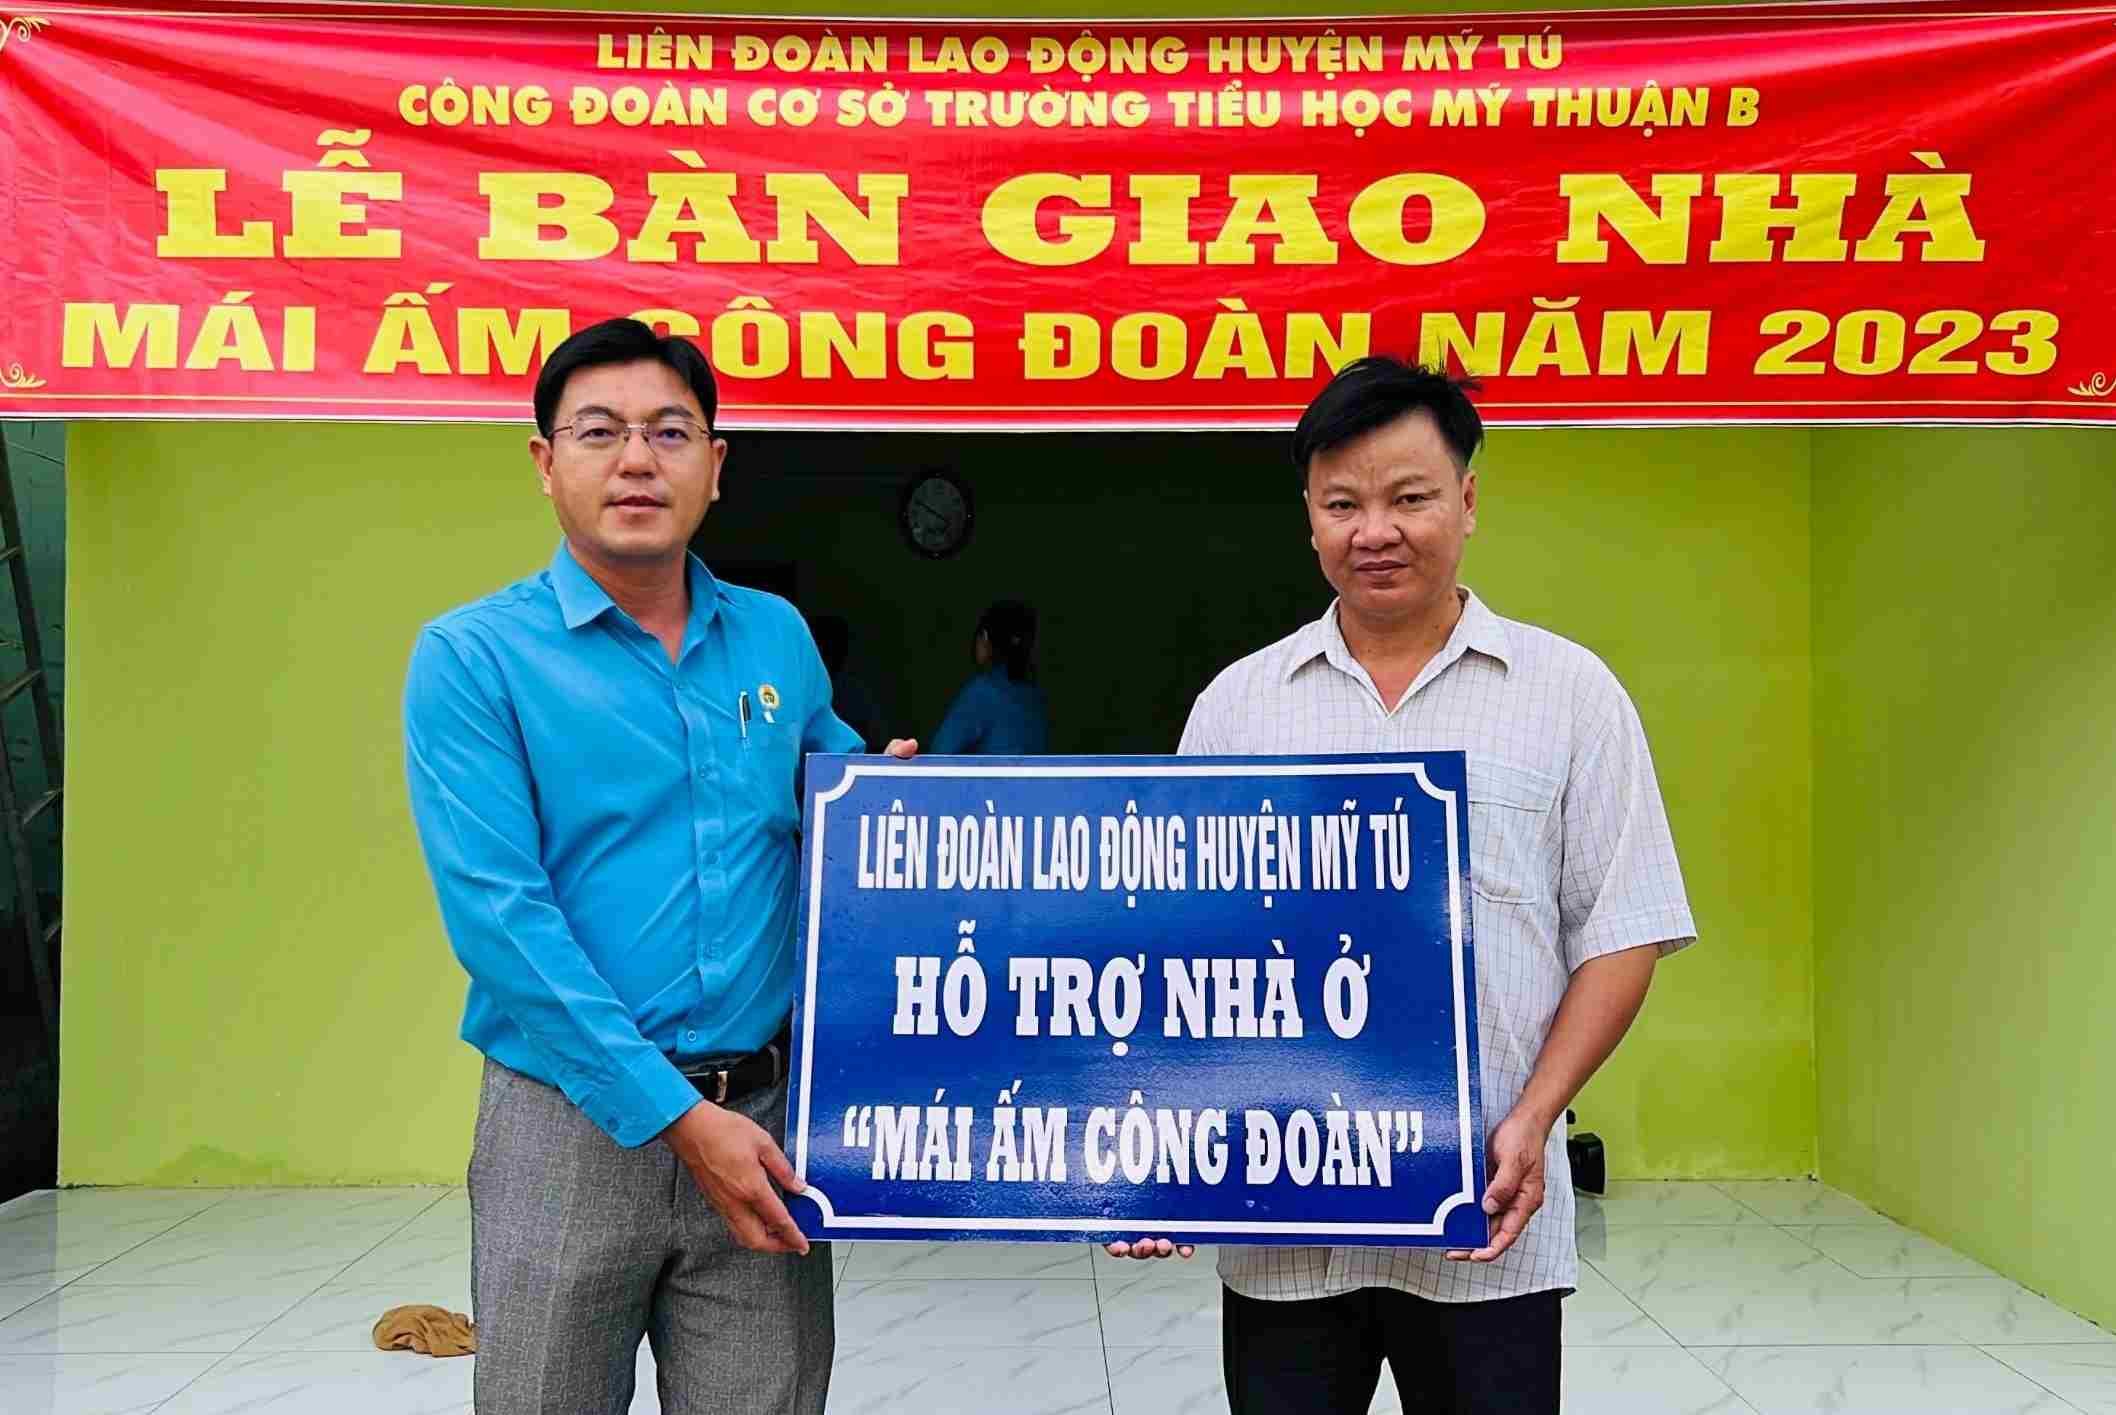 LIÊN ĐOÀN LAO ĐỘNG HUYỆN MỸ TÚ
CÔNG ĐOÀN CƠ SỞ TRƯỜNG TIỂU HỌC MỸ THUẬN B
LỄ BÀN GIAO NHÀ
MÁI ẤM CÔNG ĐOÀN NĂM 2023
LIÊN ĐOÀN LAO ĐỘNG HUYỆN MỸ TÚ
HỖ TRỢ NHÀ Ở
“MÁI ẤM CÔNG ĐOÀN”